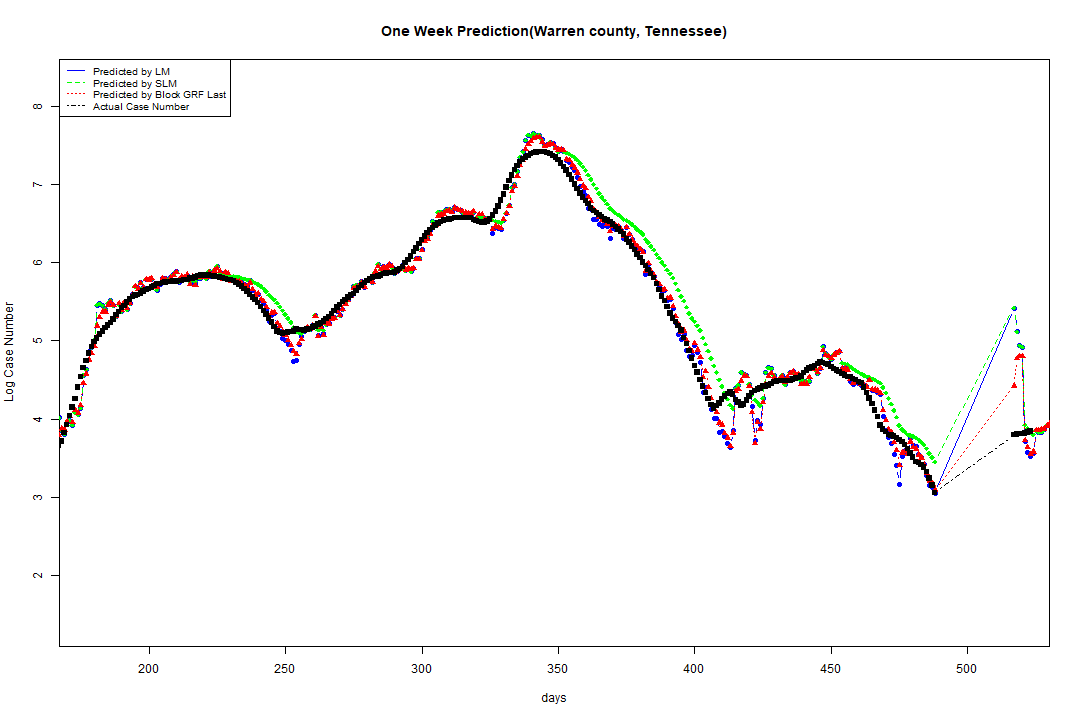 One Week Prediction(Warren county, Tennessee)
Predicted by LM
Predicted by SLM
Predicted by Block GRF Last
Actual Case Number
8
7
6
5
4
3
2
Log Case Number
200 250 300 350 400 450 500
days